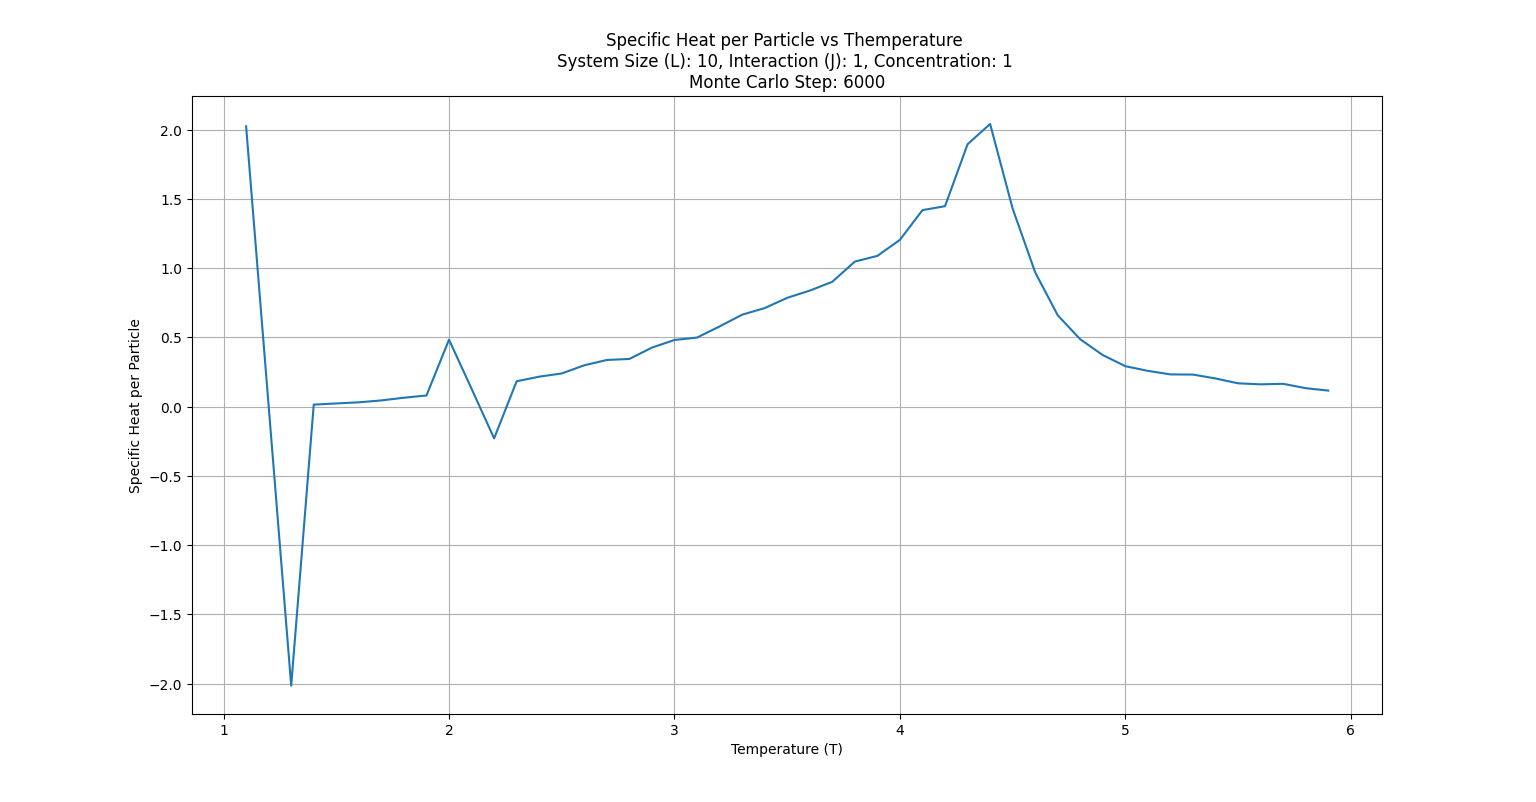 Specific Heat per Particle vs Themperature
System Size (L): 10, Interaction (J): 1, Concentration: 1
Monte Carlo Step: 6000
2.0
1.5
1.0
0.5
0.0
−0.5
−1.0
−1.5
−2.0
Specific Heat per Particle
1 2 3 4 5 6
Temperature (T)